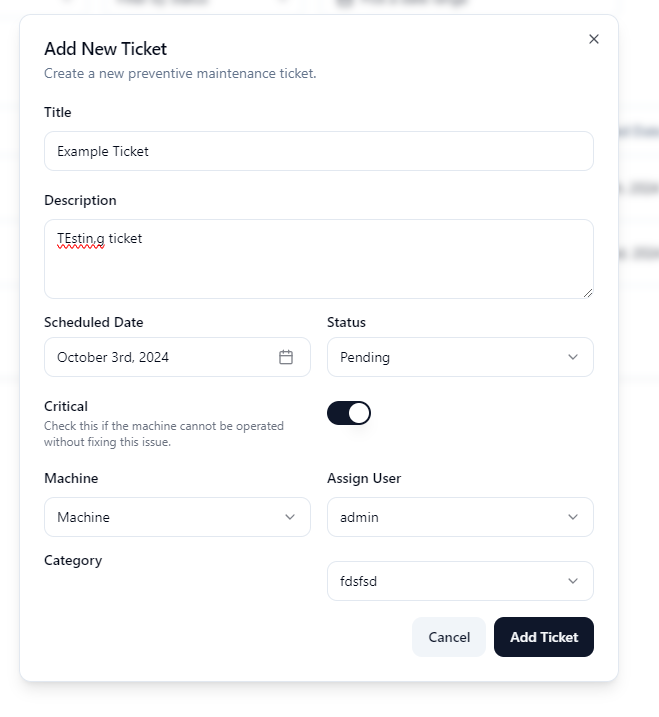 Add New Ticket
Create a new preventive maintenance ticket.
Title
Example Ticket
Description
TEstin,g ticket
Scheduled Date
Status
October 3rd, 2024
Pending
Critical
Check this if the machine cannot be operated
without fixing this issue.
Machine
Assign User
Machine
admin
Category
fdsfsd
Cancel
Add Ticket